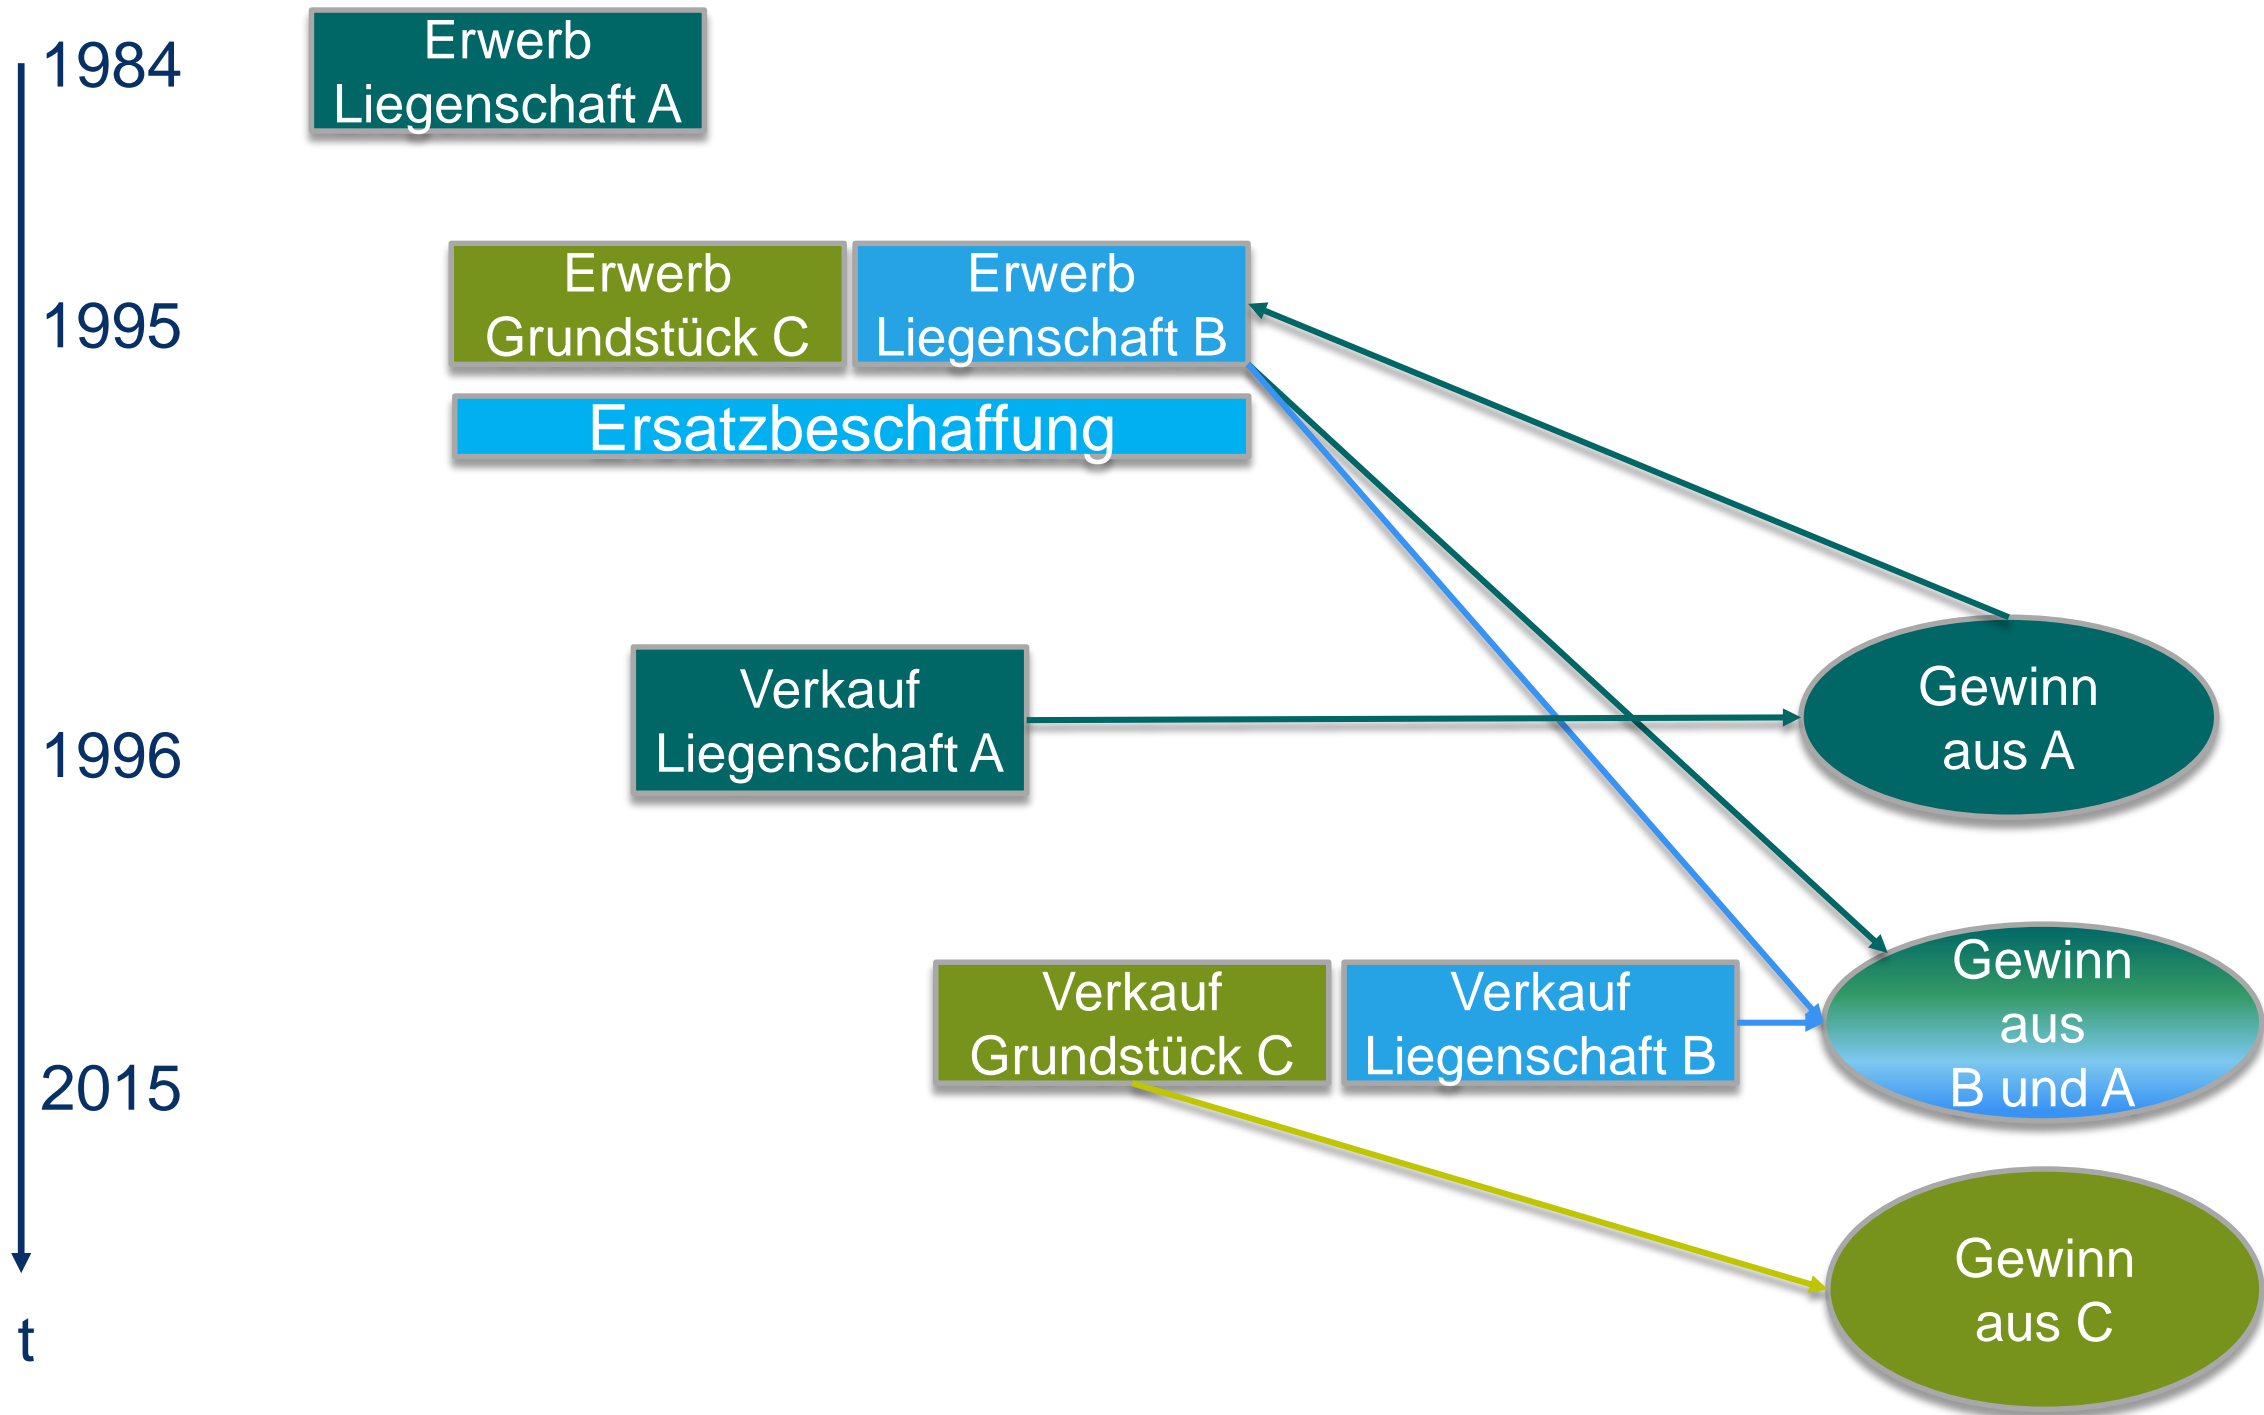 1984
Erwerb
Liegenschaft A
1995
Erwerb
Grundstück C
Erwerb
Liegenschaft B
Ersatzbeschaffung
1996
Verkauf
Liegenschaft A
Gewinn
aus A
2015
Verkauf
Grundstück C
Verkauf
Liegenschaft B
Gewinn
aus
B und A
Gewinn
aus C
t